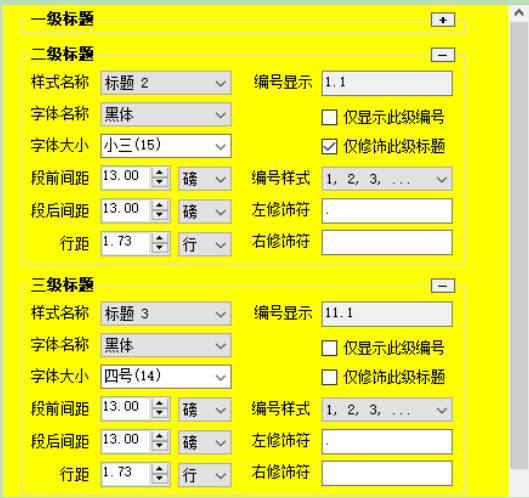 一级标题 +
二级标题 −
样式名称 标题 2 编号显示 1.1
字体名称 黑体 仅显示此级编号
字体大小 小三(15) 仅修饰此级标题
段前间距 13.00 磅 编号样式 1, 2, 3, ...
段后间距 13.00 磅 左修饰符 .
行距 1.73 行 右修饰符
三级标题 −
样式名称 标题 3 编号显示 11.1
字体名称 黑体 仅显示此级编号
字体大小 四号(14) 仅修饰此级标题
段前间距 13.00 磅 编号样式 1, 2, 3, ...
段后间距 13.00 磅 左修饰符 .
行距 1.73 行 右修饰符